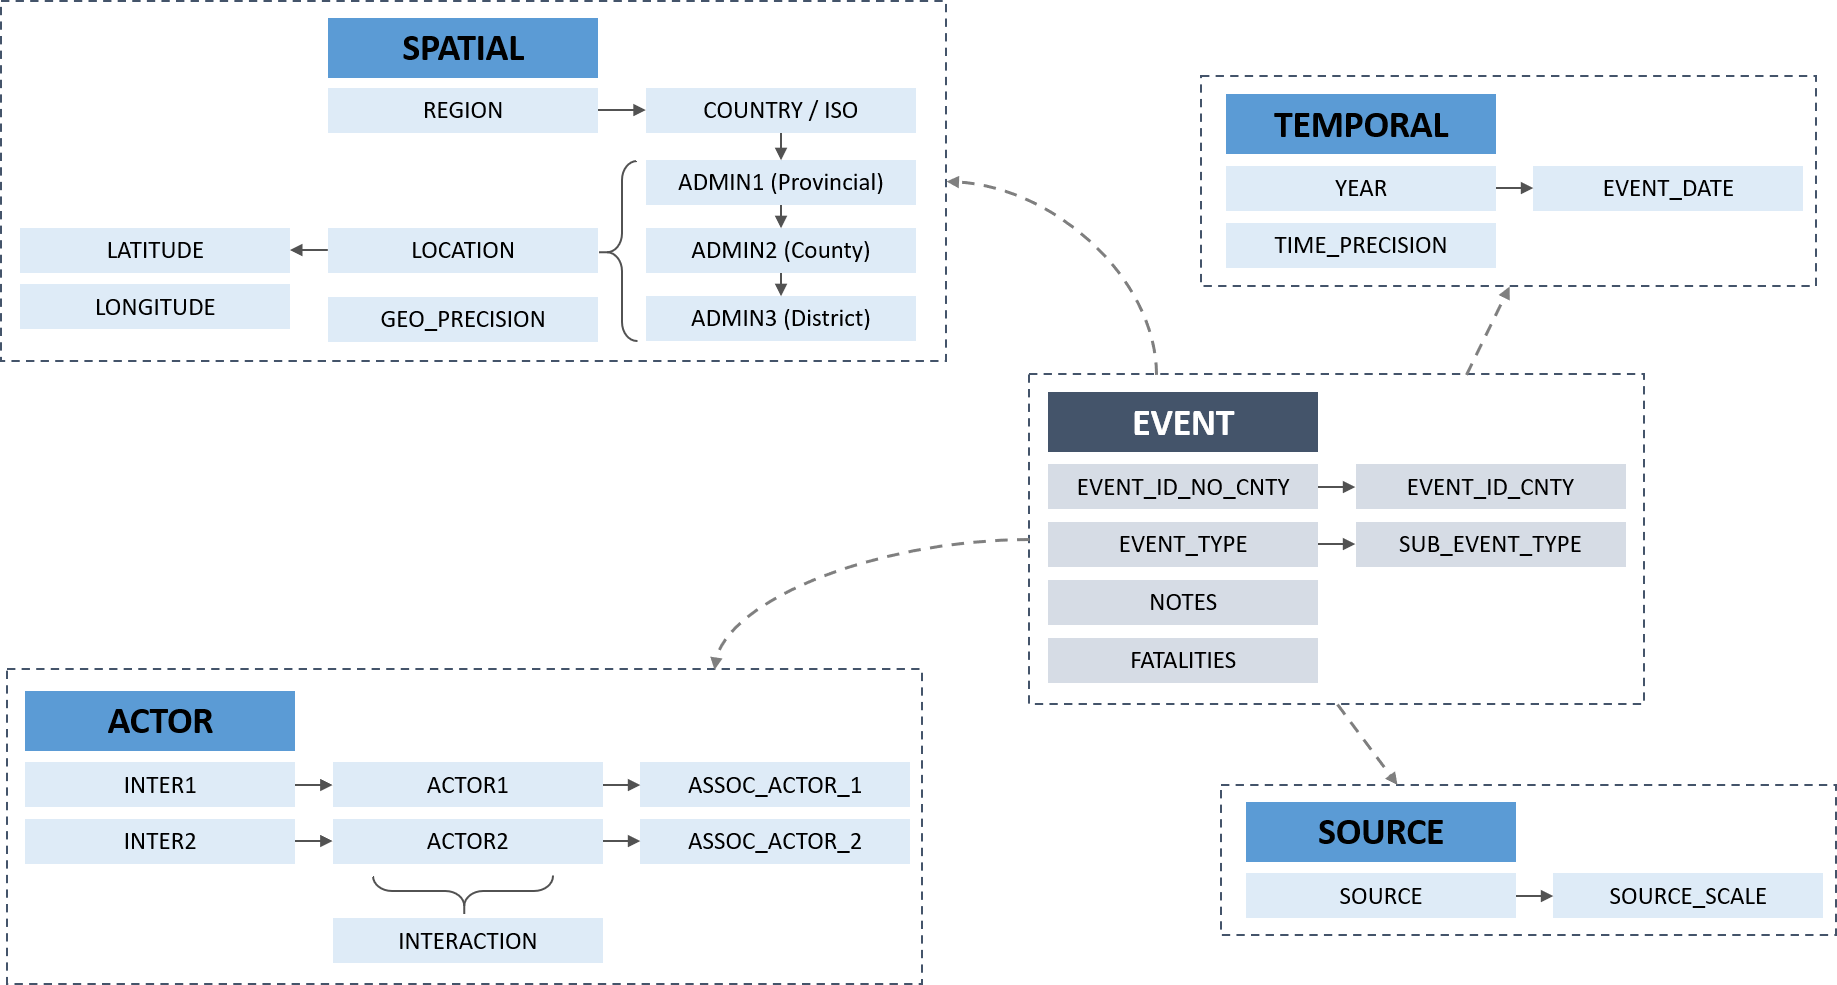 SPATIAL
REGION
COUNTRY / ISO
ADMIN1 (Provincial)
LATITUDE
LOCATION
ADMIN2 (County)
LONGITUDE
GEO_PRECISION
ADMIN3 (District)
TEMPORAL
YEAR
EVENT_DATE
TIME_PRECISION
EVENT
EVENT_ID_NO_CNTY
EVENT_ID_CNTY
EVENT_TYPE
SUB_EVENT_TYPE
NOTES
FATALITIES
ACTOR
INTER1
ACTOR1
ASSOC_ACTOR_1
INTER2
ACTOR2
ASSOC_ACTOR_2
INTERACTION
SOURCE
SOURCE
SOURCE_SCALE